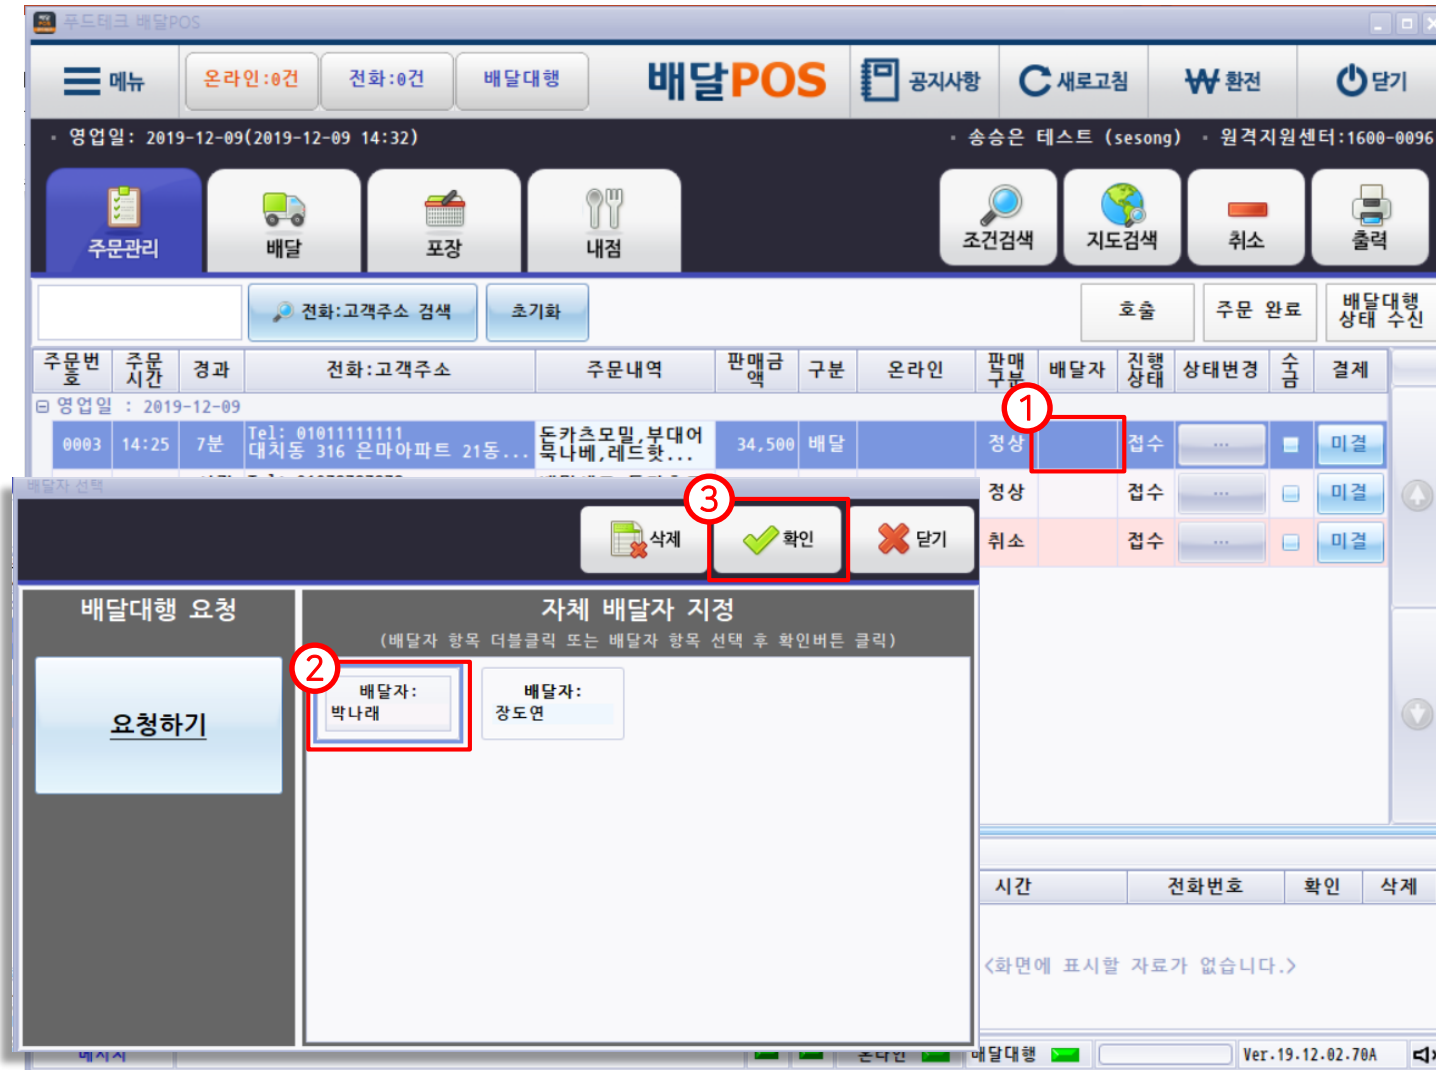 푸드테크 배달POS
메뉴 온라인:0건 전화:0건 배달대행 배달POS 공지사항 새로고침 환전 닫기
영업일: 2019-12-09(2019-12-09 14:32) 송승은 테스트 (sesong) 원격지원센터:1600-0096
주문관리 배달 포장 내점 조건검색 지도검색 취소 출력
전화:고객주소 검색 초기화 호출 주문 완료 배달대행
상태 수신
주문번호 주문시간 경과 전화:고객주소 주문내역 판매금액 구분 온라인 판매구분 배달자 진행상태 상태변경 수금 결제
영업일 : 2019-12-09
1
0003 14:25 7분 Tel: 01011111111 돈카츠모밀,부대어 34,500 배달 정상 접수 ... 미결
대치동 316 은마아파트 21동... 묵나베,레드핫...
정상 접수 ... 미결
취소 접수 ... 미결
배달자 선택
3
삭제 확인 닫기
배달대행 요청
요청하기
자체 배달자 지정
(배달자 항목 더블클릭 또는 배달자 항목 선택 후 확인버튼 클릭)
2
배달자: 배달자:
박나래 장도연
시간 전화번호 확인 삭제
<화면에 표시할 자료가 없습니다.>
메시지 온라인 배달대행 Ver.19.12.02.70A